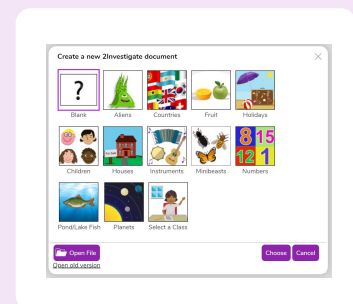 Create a new 2Investigate document
?
Blank Aliens Countries Fruit Holidays
8 15
12 1
Children Houses Instruments Minibeasts Numbers
Pond/Lake Fish Planets Select a Class
Open File Choose Cancel
Open old version